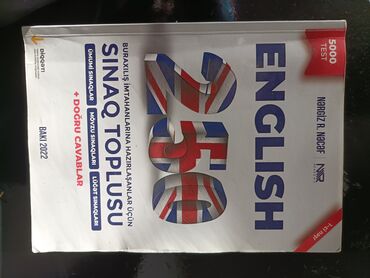 5000
TEST
NƏRGİZ H. NƏCƏF
ENGLISH
250
BURAXILIŞ İMTAHANLARINA HAZIRLAŞANLAR ÜÇÜN
SINAQ TOPLUSU
ÜMUMİ SINAQLAR
MÖVZU SINAQLARI
LÜĞƏT SINAQLARI
+ DOĞRU CAVABLAR
BAKI 2022